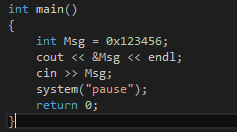 int main()
{
    int Msg = 0x123456;
    cout << &Msg << endl;
    cin >> Msg;
    system("pause");
    return 0;
}